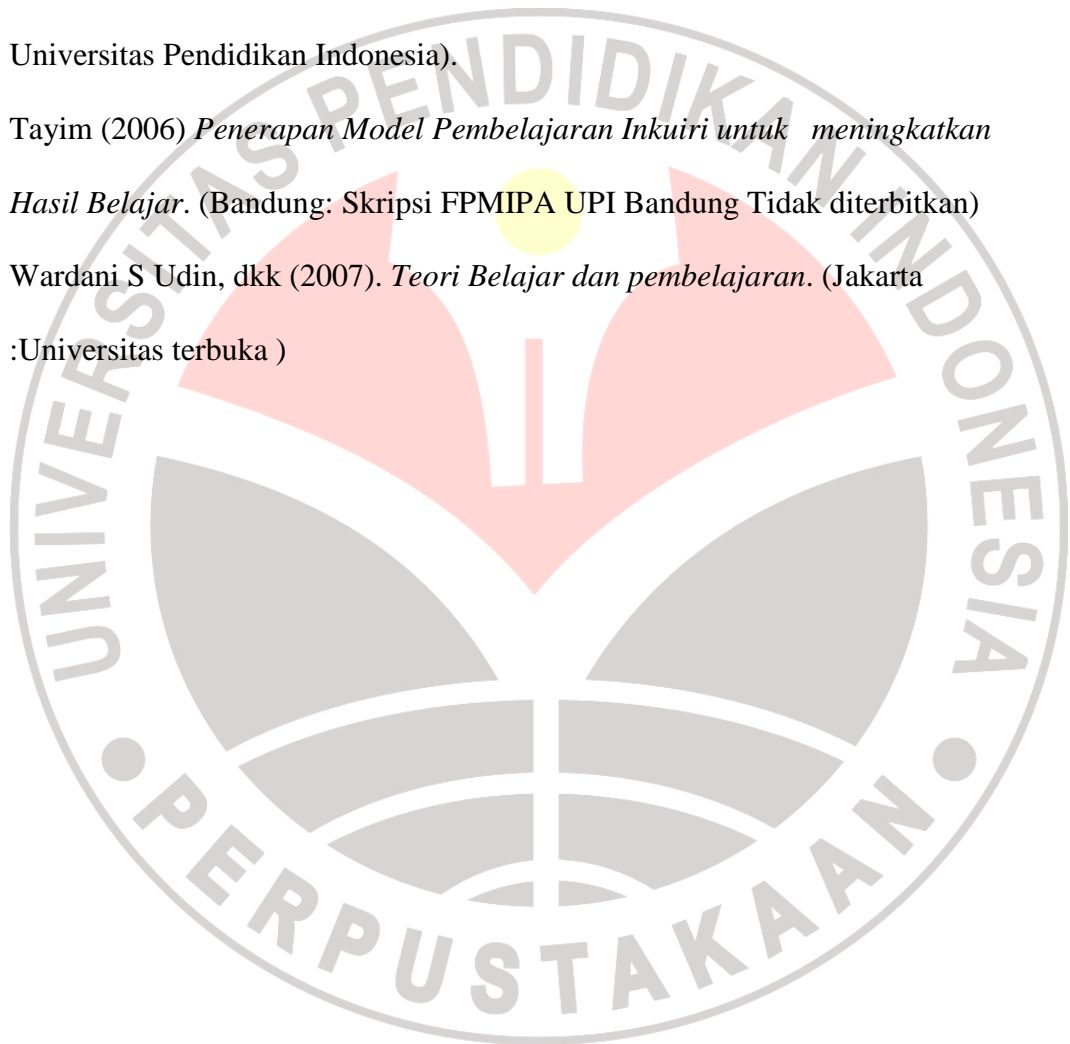 Universitas Pendidikan Indonesia).
Tayim (2006) Penerapan Model Pembelajaran Inkuiri untuk   meningkatkan
Hasil Belajar. (Bandung: Skripsi FPMIPA UPI Bandung Tidak diterbitkan)
Wardani S Udin, dkk (2007). Teori Belajar dan pembelajaran. (Jakarta
:Universitas terbuka )
UNIVERSITAS PENDIDIKAN INDONESIA
PERPUSTAKAAN